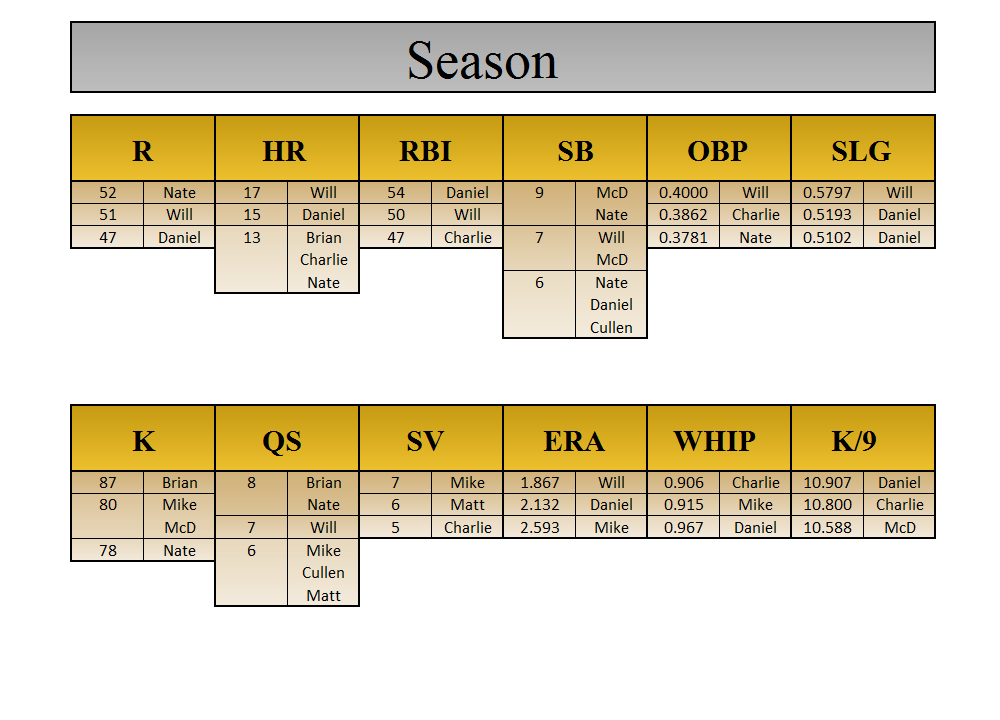 Season
R HR RBI SB OBP SLG
52 Nate 17 Will 54 Daniel 9 McD 0.4000 Will 0.5797 Will
51 Will 15 Daniel 50 Will Nate 0.3862 Charlie 0.5193 Daniel
47 Daniel 13 Brian 47 Charlie 7 Will 0.3781 Nate 0.5102 Daniel
Charlie McD
Nate 6 Nate
Daniel
Cullen
K QS SV ERA WHIP K/9
87 Brian 8 Brian 7 Mike 1.867 Will 0.906 Charlie 10.907 Daniel
80 Mike Nate 6 Matt 2.132 Daniel 0.915 Mike 10.800 Charlie
McD 7 Will 5 Charlie 2.593 Mike 0.967 Daniel 10.588 McD
78 Nate 6 Mike
Cullen
Matt